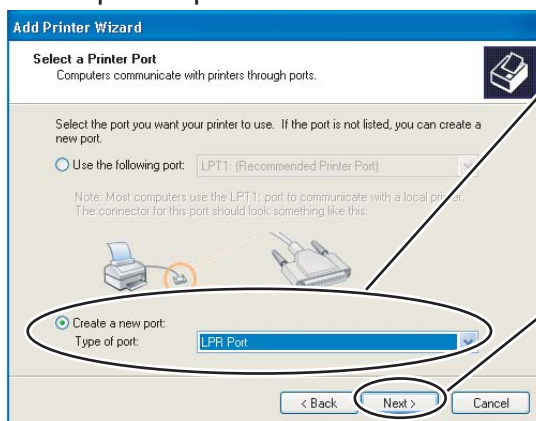 Add Printer Wizard
Select a Printer Port
Computers communicate with printers through ports.
Select the port you want your printer to use. If the port is not listed, you can create a
new port.
Use the following port:
LPT1: (Recommended Printer Port)
Note: Most computers use the LPT1: port to communicate with a local printer.
The connector for this port should look something like this:
Create a new port:
Type of port:
LPR Port
< Back
Next >
Cancel